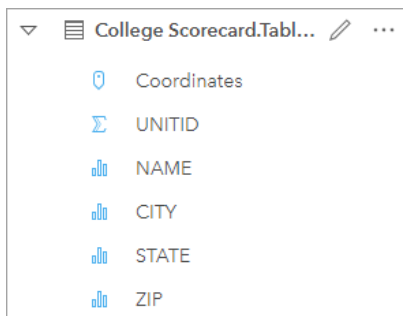 College Scorecard.Tabl...
Coordinates
UNITID
NAME
CITY
STATE
ZIP